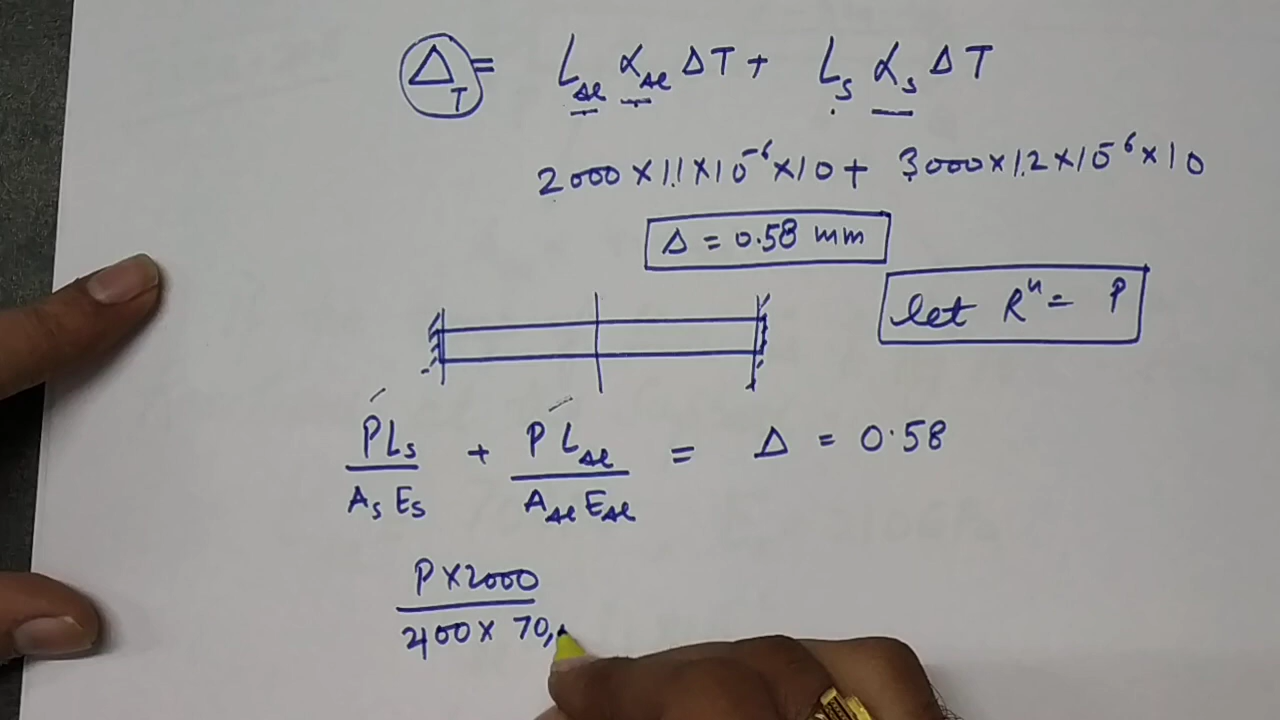 Δ_T = L_Al α_Al ΔT + L_s α_s ΔT
2000×1.1×10^-6×10 + 3000×1.2×10^-6×10
Δ = 0.58 mm
let R^n = P
PL_s / A_s E_s + PL_Al / A_Al E_Al = Δ = 0.58
P×2000 / 400× 70,